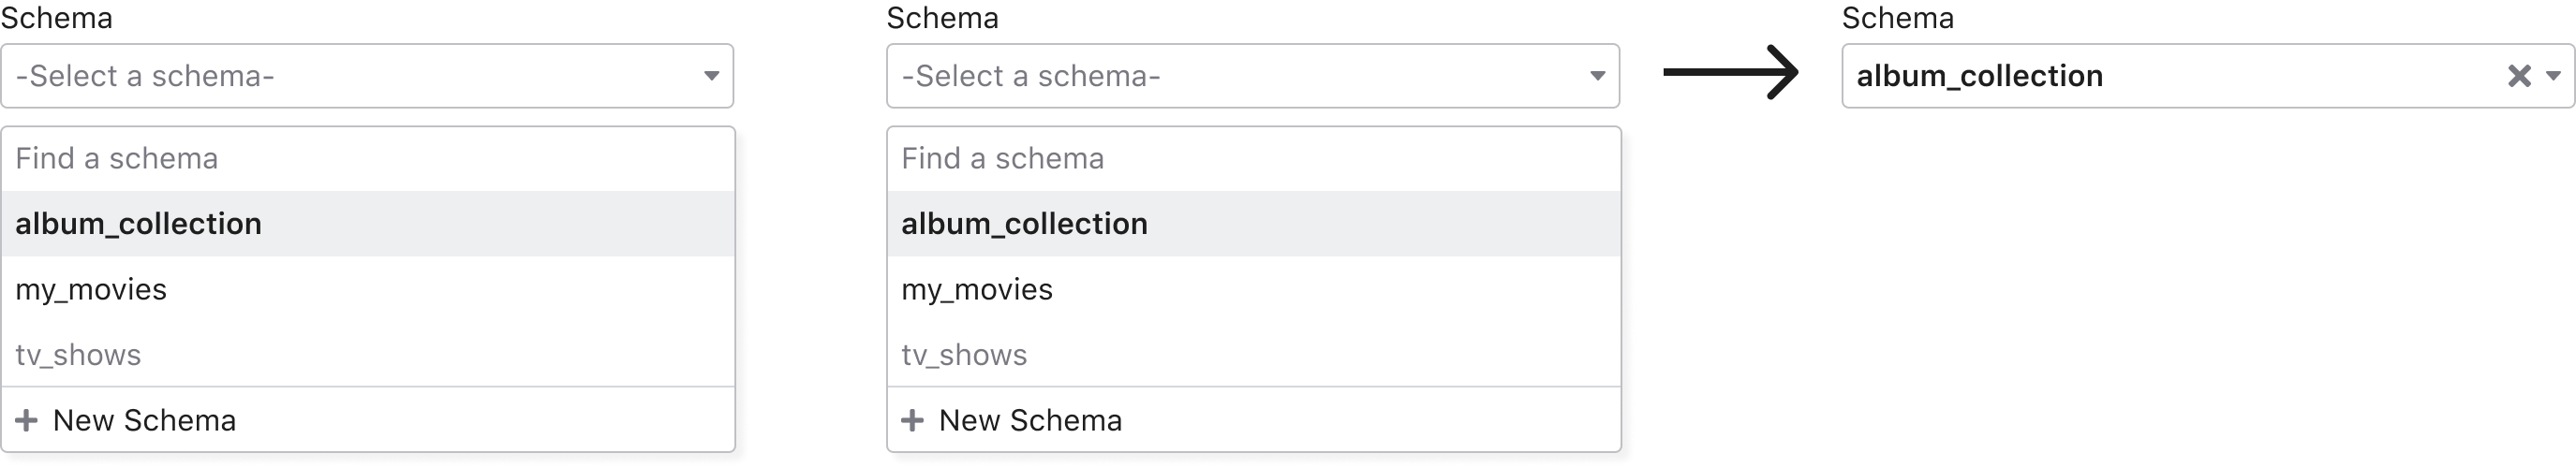 Schema
-Select a schema-
Find a schema
album_collection
my_movies
tv_shows
New Schema
Schema
-Select a schema-
Find a schema
album_collection
my_movies
tv_shows
New Schema
Schema
album_collection